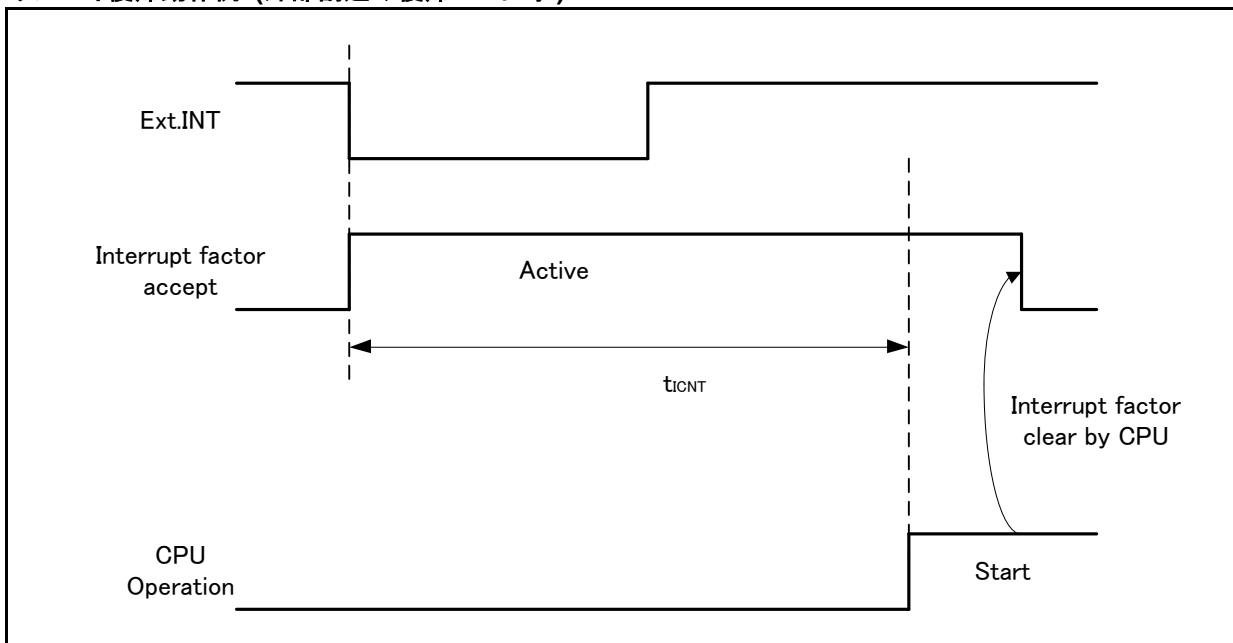 Ext.INT
Interrupt factor
accept
Active
tICNT
Interrupt factor
clear by CPU
CPU
Operation
Start